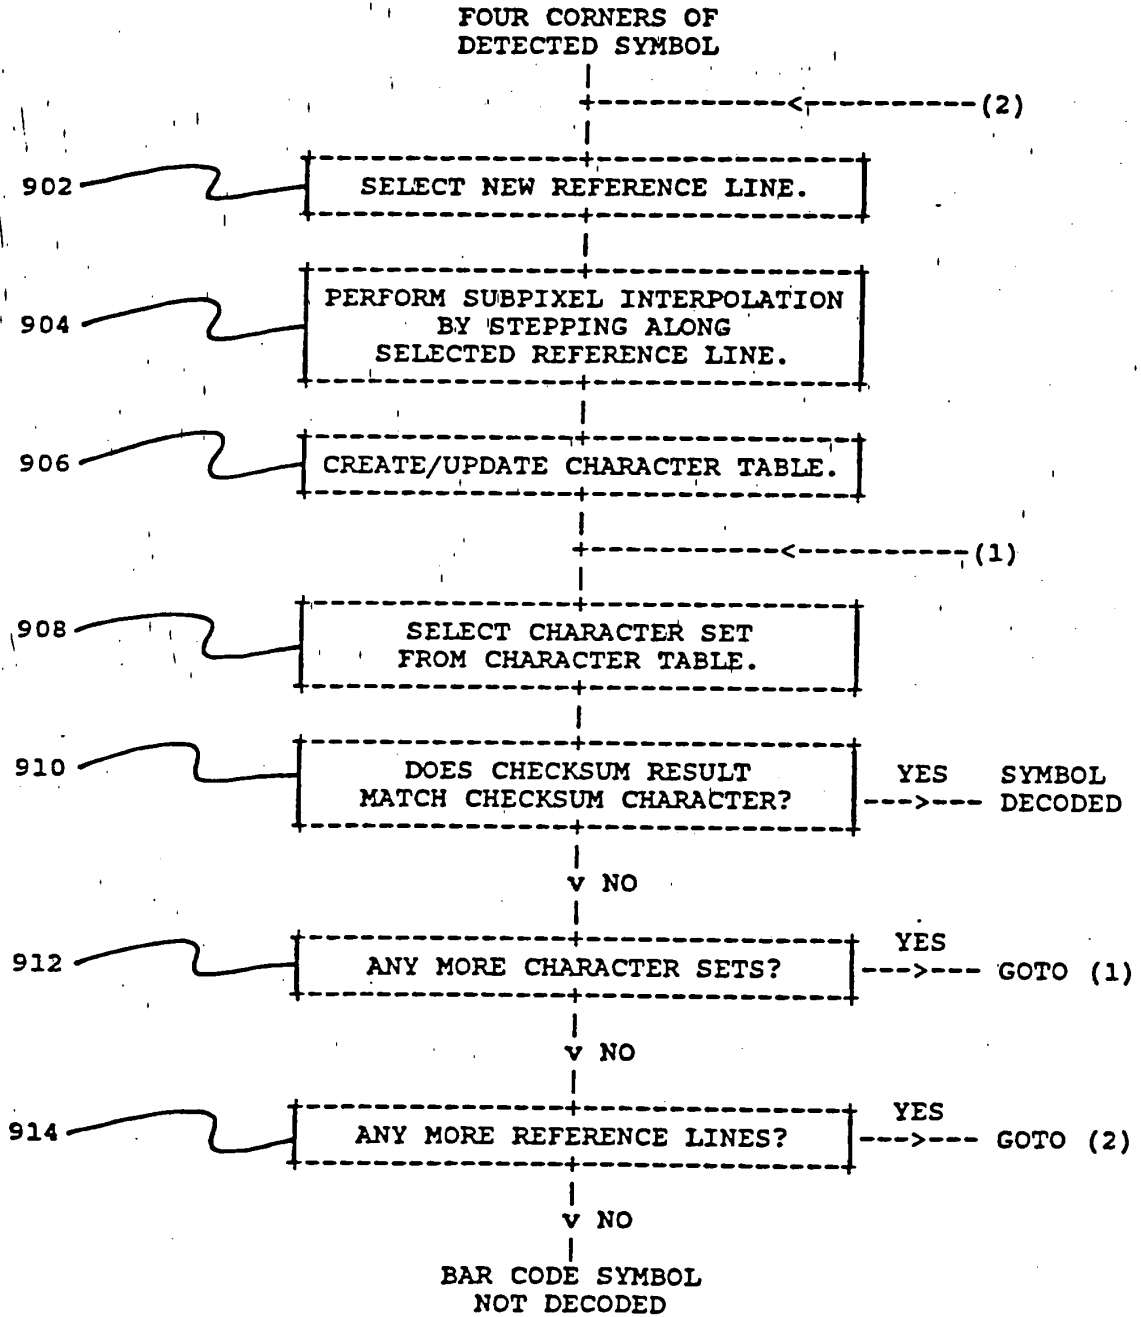 FOUR CORNERS OF
DETECTED SYMBOL
(2)
902
SELECT NEW REFERENCE LINE.
904
PERFORM SUBPIXEL INTERPOLATION
BY STEPPING ALONG
SELECTED REFERENCE LINE.
906
CREATE/UPDATE CHARACTER TABLE.
(1)
908
SELECT CHARACTER SET
FROM CHARACTER TABLE.
910
DOES CHECKSUM RESULT
MATCH CHECKSUM CHARACTER?
YES SYMBOL
DECODED
NO
912
ANY MORE CHARACTER SETS?
YES
GOTO (1)
NO
914
ANY MORE REFERENCE LINES?
YES
GOTO (2)
NO
BAR CODE SYMBOL
NOT DECODED